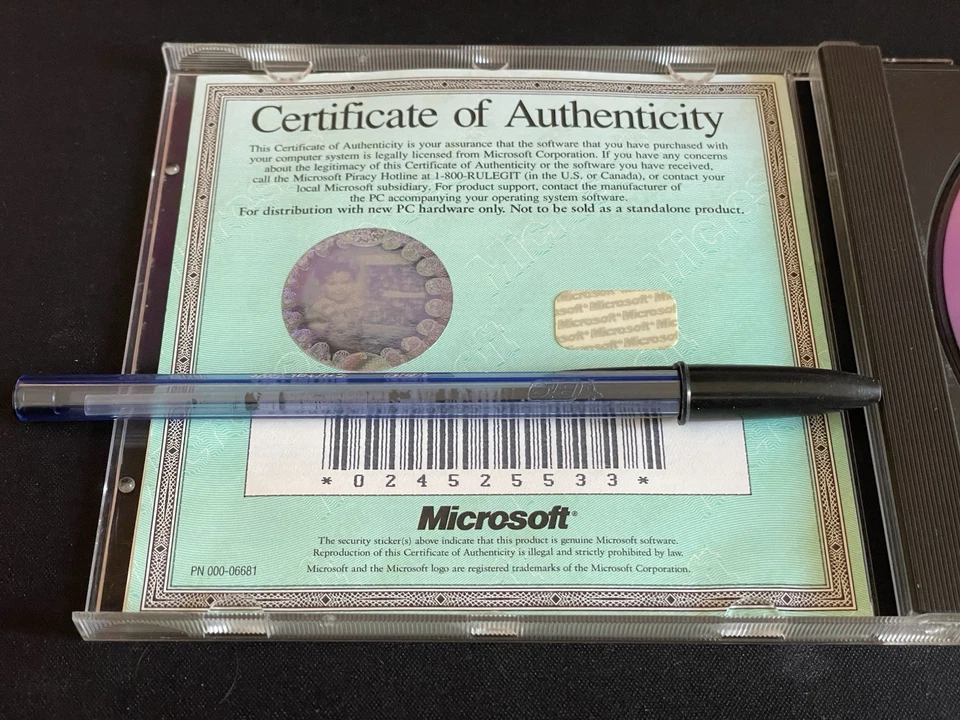 Certificate of Authenticity
This Certificate of Authenticity is your assurance that the software that you have purchased with
your computer system is legally licensed from Microsoft Corporation. If you have any concerns
about the legitimacy of this Certificate of Authenticity or the software you have received,
call the Microsoft Piracy Hotline at 1-800-RULEGIT (in the U.S. or Canada), or contact your
local Microsoft subsidiary. For product support, contact the manufacturer of
the PC accompanying your operating system software.
For distribution with new PC hardware only. Not to be sold as a standalone product.
Microsoft® Mi
soft® Microsoft®
Microsoft® Microsoft
* 024525533 *
Microsoft®
The security sticker(s) above indicate that this product is genuine Microsoft software.
Reproduction of this Certificate of Authenticity is illegal and strictly prohibited by law.
PN 000-06681
Microsoft and the Microsoft logo are registered trademarks of the Microsoft Corporation.